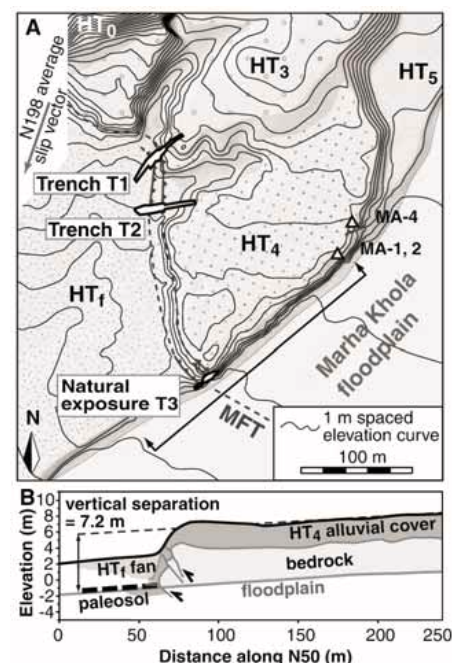 A
HT0
N198 average
slip vector
HT3
HT5
Trench T1
Trench T2
MA-4
MA-1, 2
HT4
HTf
Marha Khola
floodplain
Natural
exposure T3
MFT
N
1 m spaced
elevation curve
100 m
B
Elevation (m)
10
8
6
4
2
0
-2
-4
vertical separation
= 7.2 m
HT4 alluvial cover
HTf fan
bedrock
paleosol
floodplain
0 50 100 150 200 250
Distance along N50 (m)